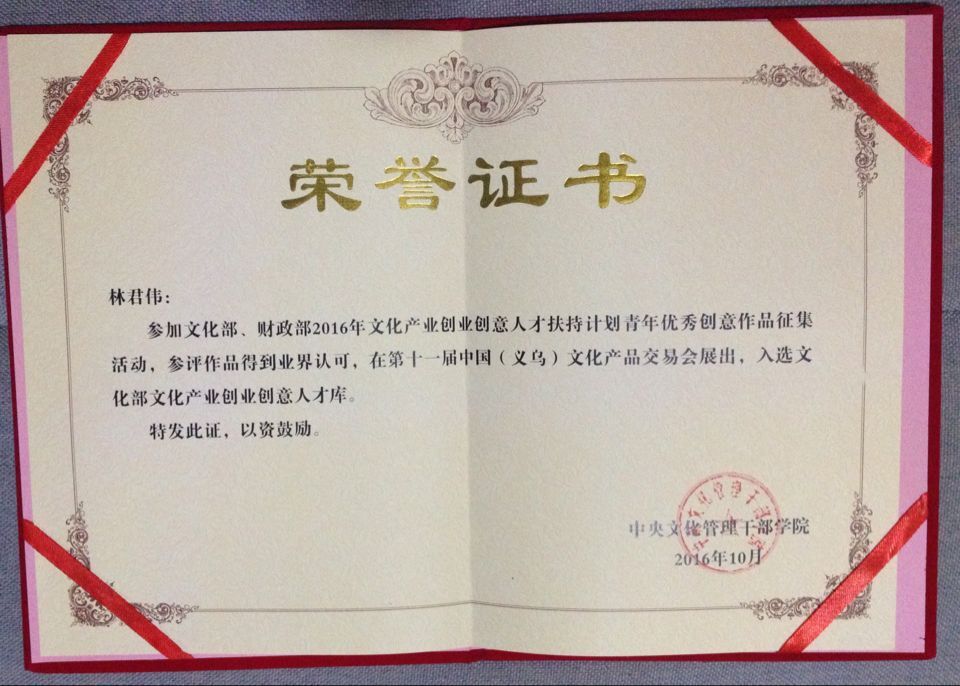 荣誉证书
林君伟：
参加文化部、财政部2016年文化产业创业创意人才扶持计划青年优秀创意作品征集
活动，参评作品得到业界认可，在第十一届中国（义乌）文化产品交易会展出，入选文
化部文化产业创业创意人才库。
特发此证，以资鼓励。
中央文化管理干部学院
2016年10月